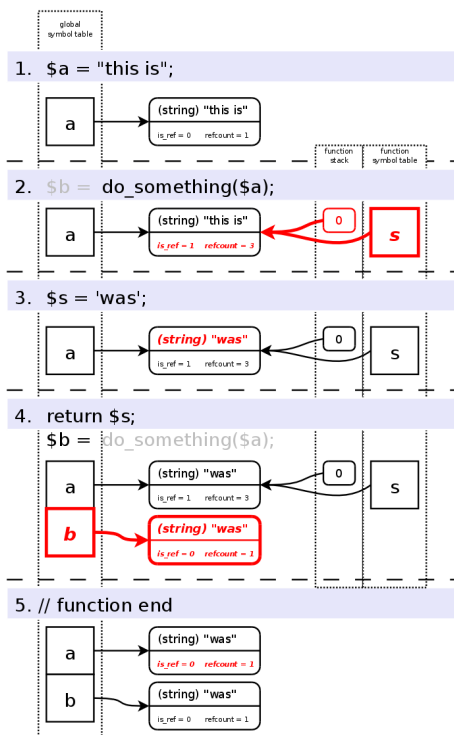 global
symbol table
1. $a = "this is";
a
(string) "this is"
is_ref = 0 refcount = 1
function
stack
function
symbol table
2. $b = do_something($a);
a
(string) "this is"
is_ref = 1 refcount = 3
0
s
3. $s = 'was';
a
(string) "was"
is_ref = 1 refcount = 3
0
s
4. return $s;
$b = do_something($a);
a
(string) "was"
is_ref = 1 refcount = 3
0
s
b
(string) "was"
is_ref = 0 refcount = 1
5. // function end
a
(string) "was"
is_ref = 0 refcount = 1
b
(string) "was"
is_ref = 0 refcount = 1